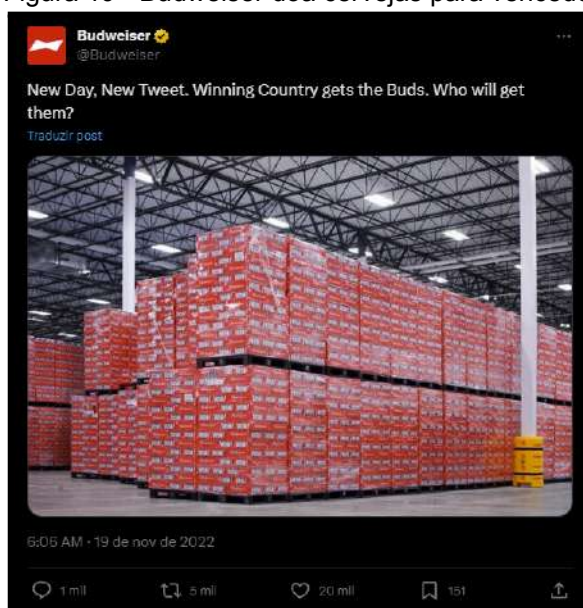 Budweiser
@Budweiser
New Day, New Tweet. Winning Country gets the Buds. Who will get
them?
Traduzir post
6:06 AM · 19 de nov de 2022
1 mil 5 mil 20 mil 151